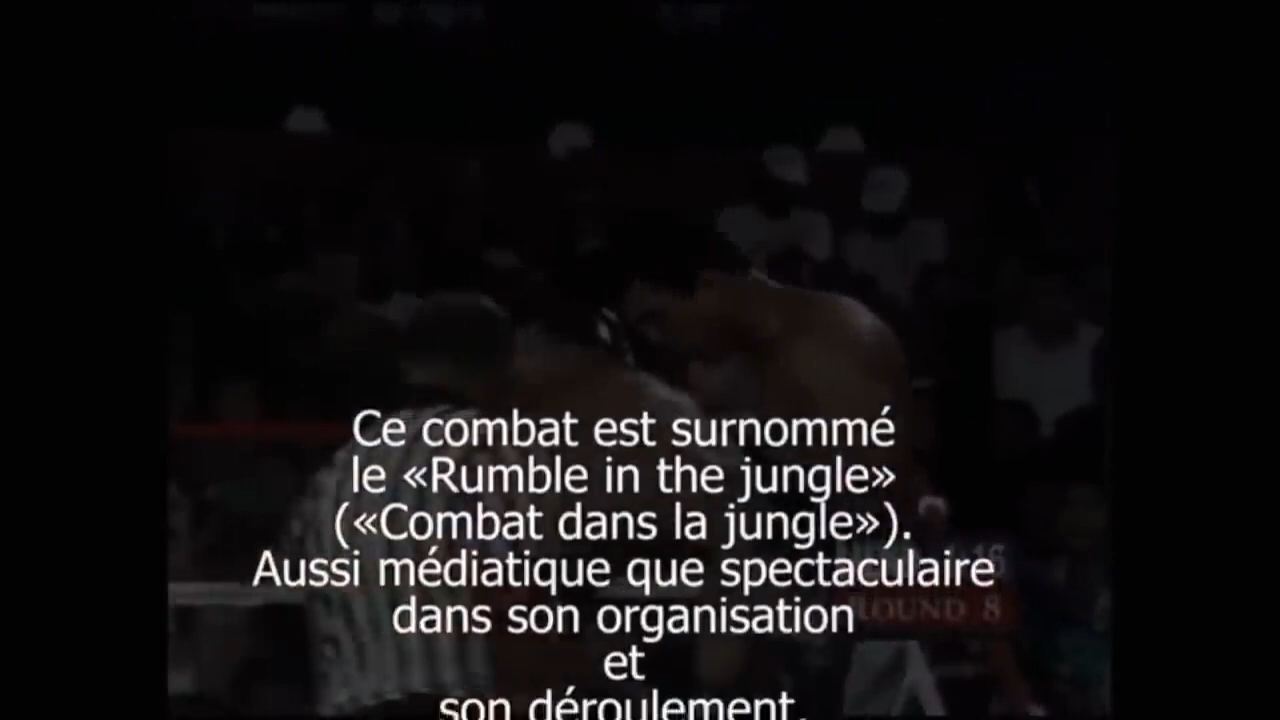 Ce combat est surnommé
le «Rumble in the jungle»
(«Combat dans la jungle»).
Aussi médiatique que spectaculaire
dans son organisation
ROUND 8
et
son déroulement.